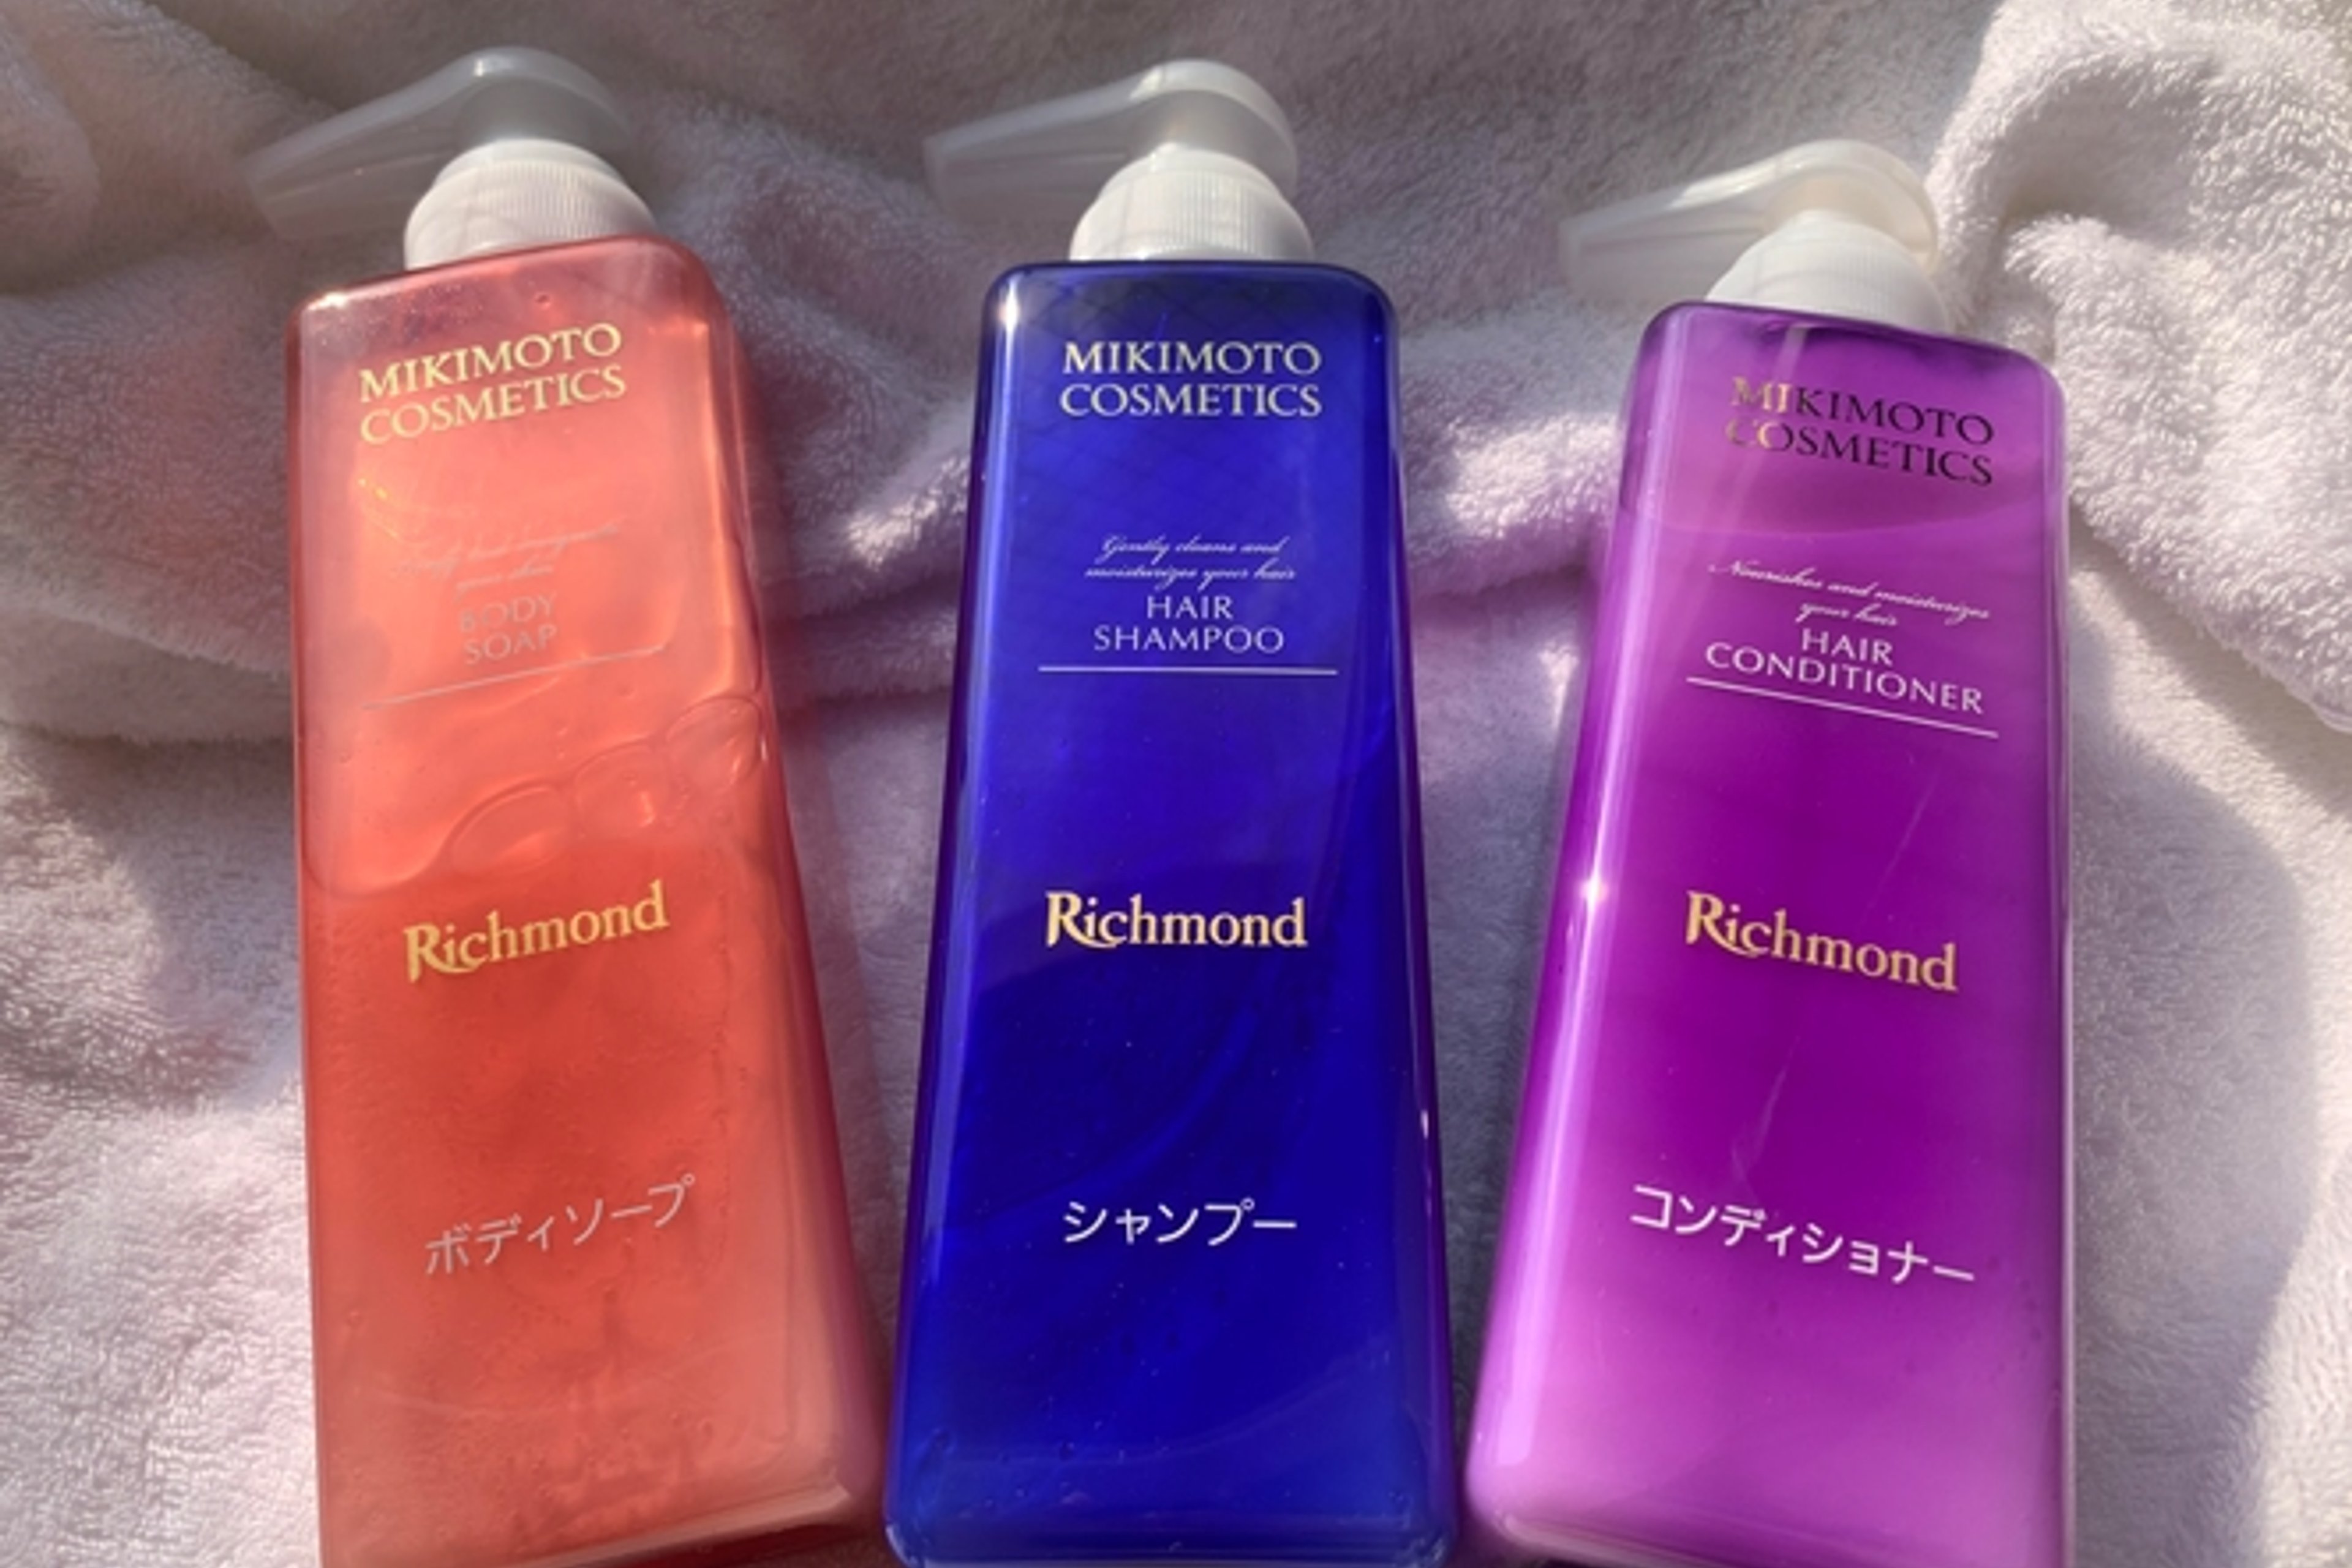 MIKIMOTO
COSMETICS
your skin
BODY
SOAP
Richmond
ボディソープ
MIKIMOTO
COSMETICS
Gently cleans and
moisturizes your hair
HAIR
SHAMPOO
Richmond
シャンプー
MIKIMOTO
COSMETICS
Nourishes and moisturizes
your hair
HAIR
CONDITIONER
Richmond
コンディショナー